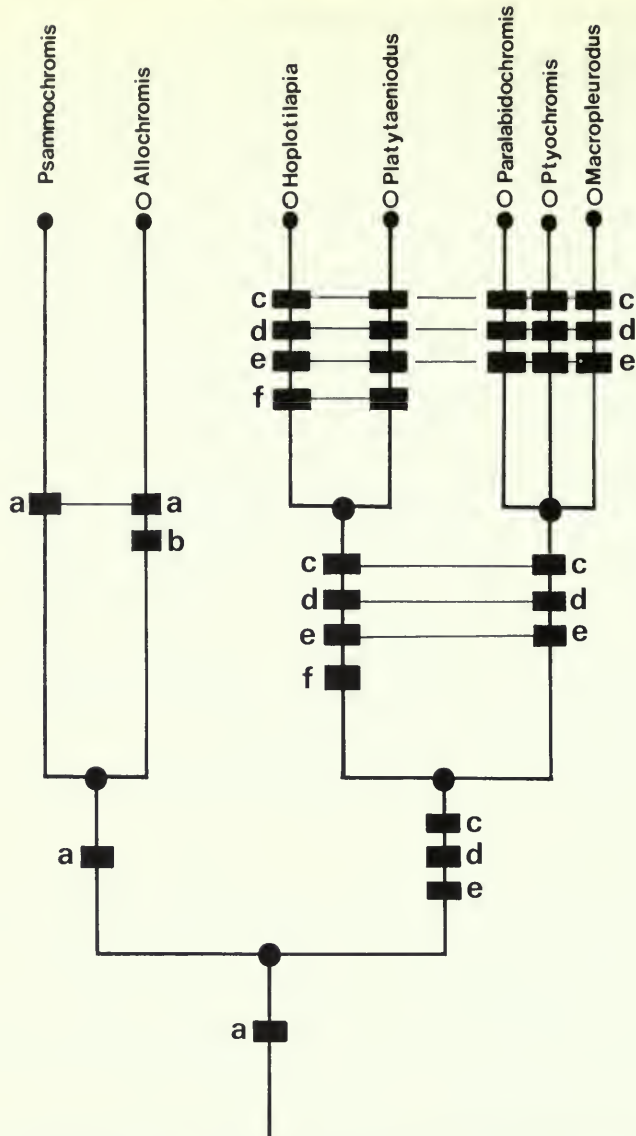 Psammochromis
○ Allochromis
○ Hoplotilapia
○ Platytaeniodus
○ Paralabidochromis
○ Ptyochromis
○ Macropleurodus
c c
d d
e e
f
a a
b
c c
d d
e e
f
c
a d
e
a